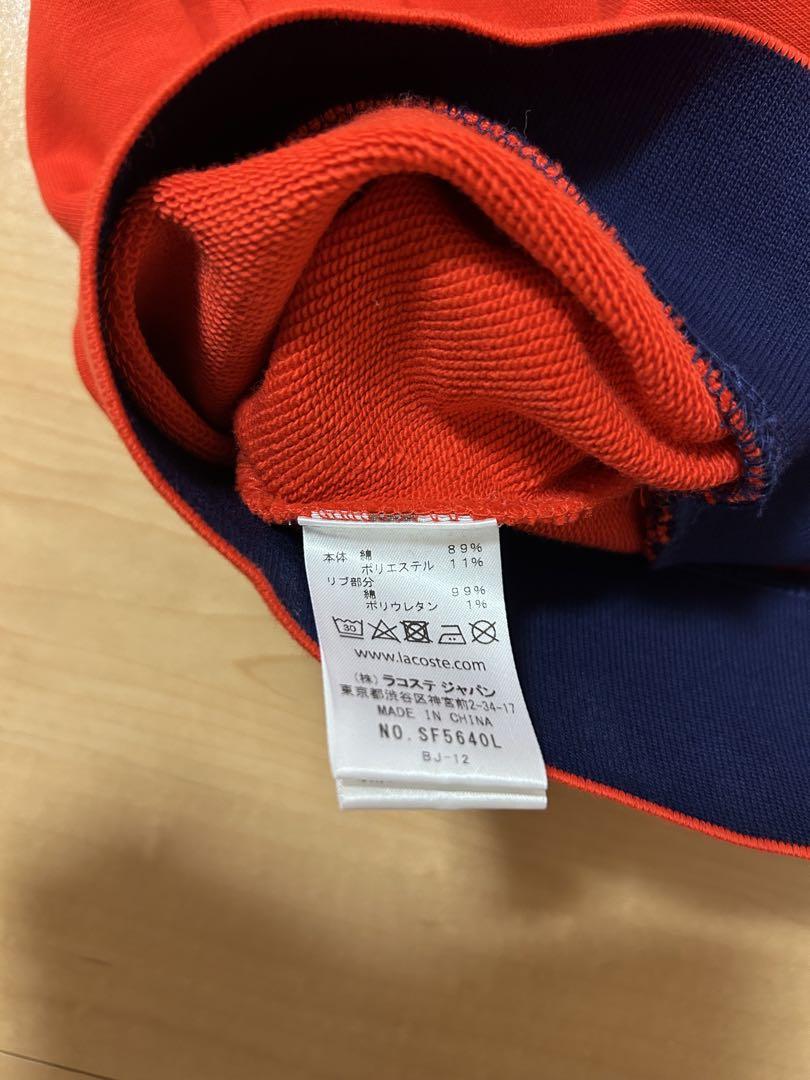 本体 綿 89%
ポリエステル 11%
リブ部分
綿 99%
ポリウレタン 1%
30
www.lacoste.com
(株) ラコステ ジャパン
東京都渋谷区神宮前2-34-17
MADE IN CHINA
NO.SF5640L
BJ-12